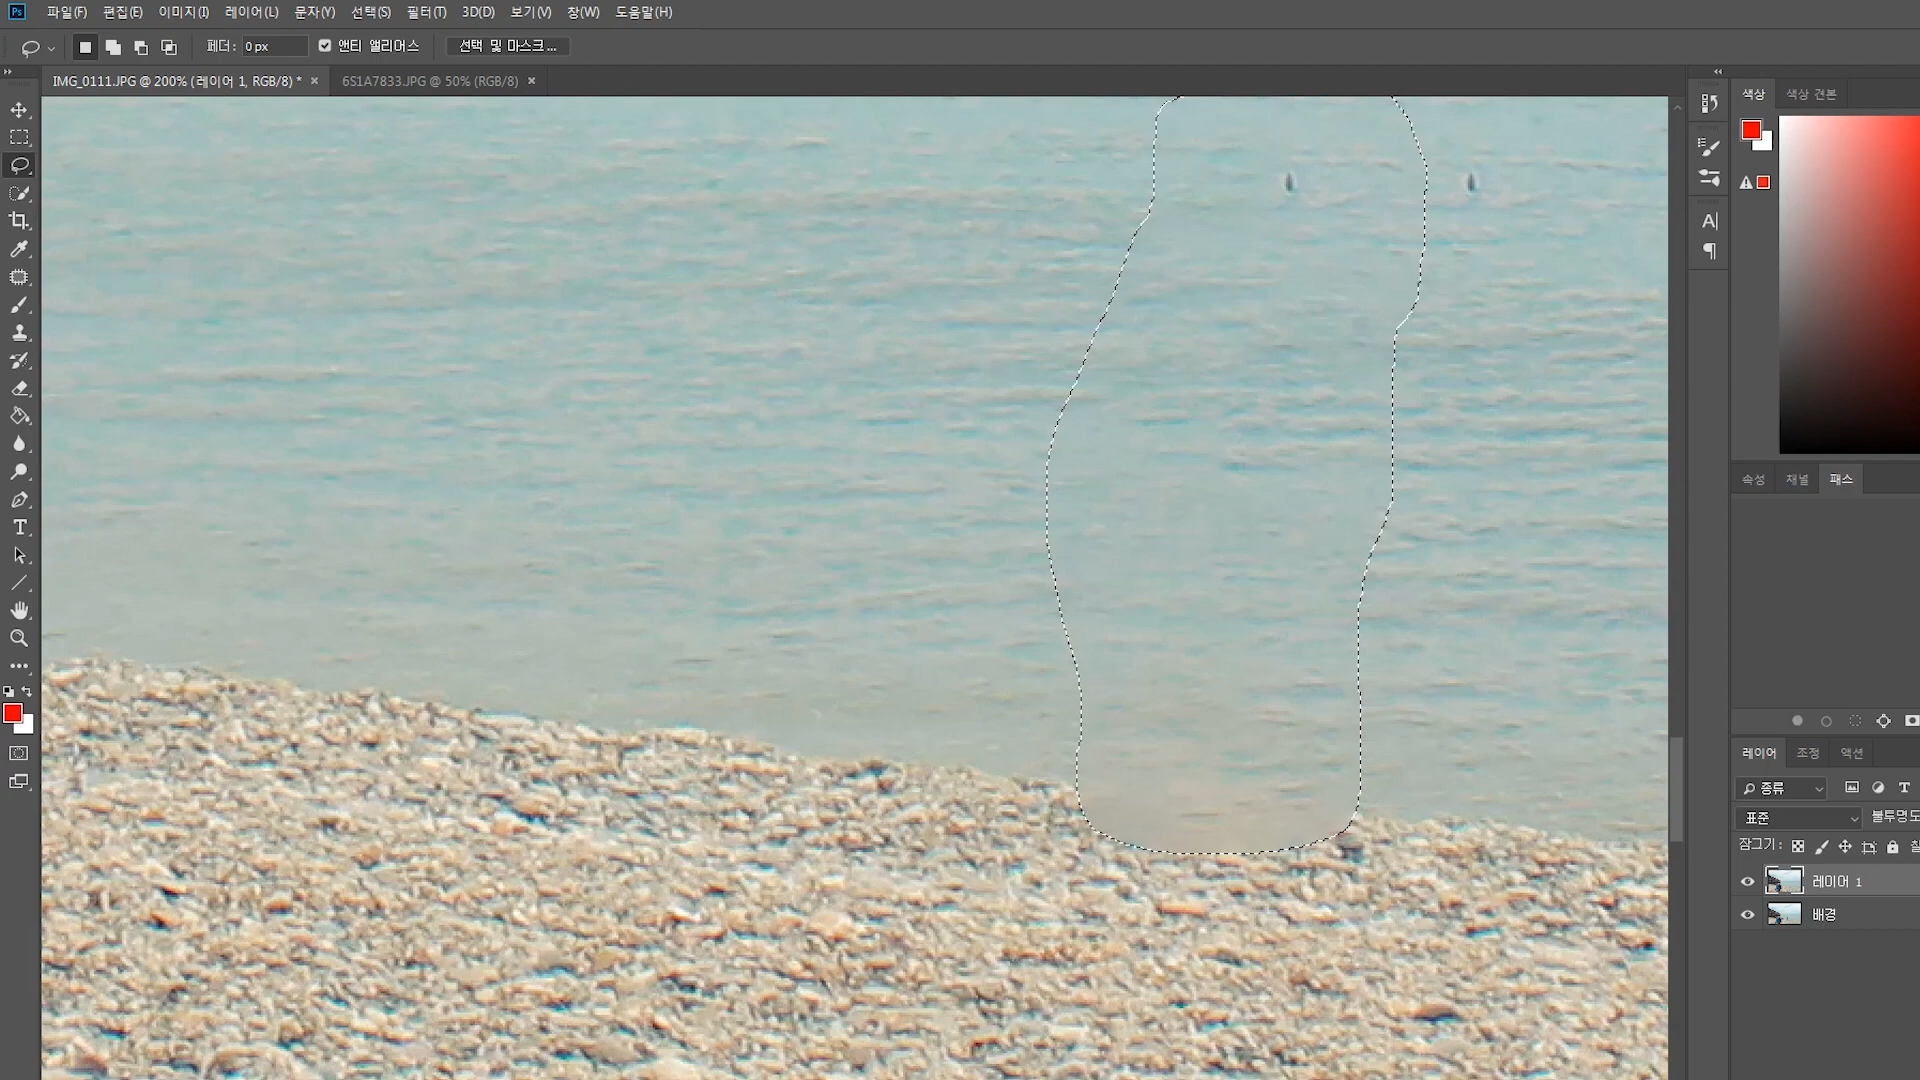 Ps 파일(F) 편집(E) 이미지(I) 레이어(L) 문자(Y) 선택(S) 필터(T) 3D(D) 보기(V) 창(W) 도움말(H)
페더: 0 px 앤티 앨리어스 선택 및 마스크...
IMG_0111.JPG @ 200% (레이어 1, RGB/8) * × 6S1A7833.JPG @ 50% (RGB/8) ×
색상 색상 견본
속성 채널 패스
레이어 조정 액션
종류
표준 불투명도
잠그기:
레이어 1
배경